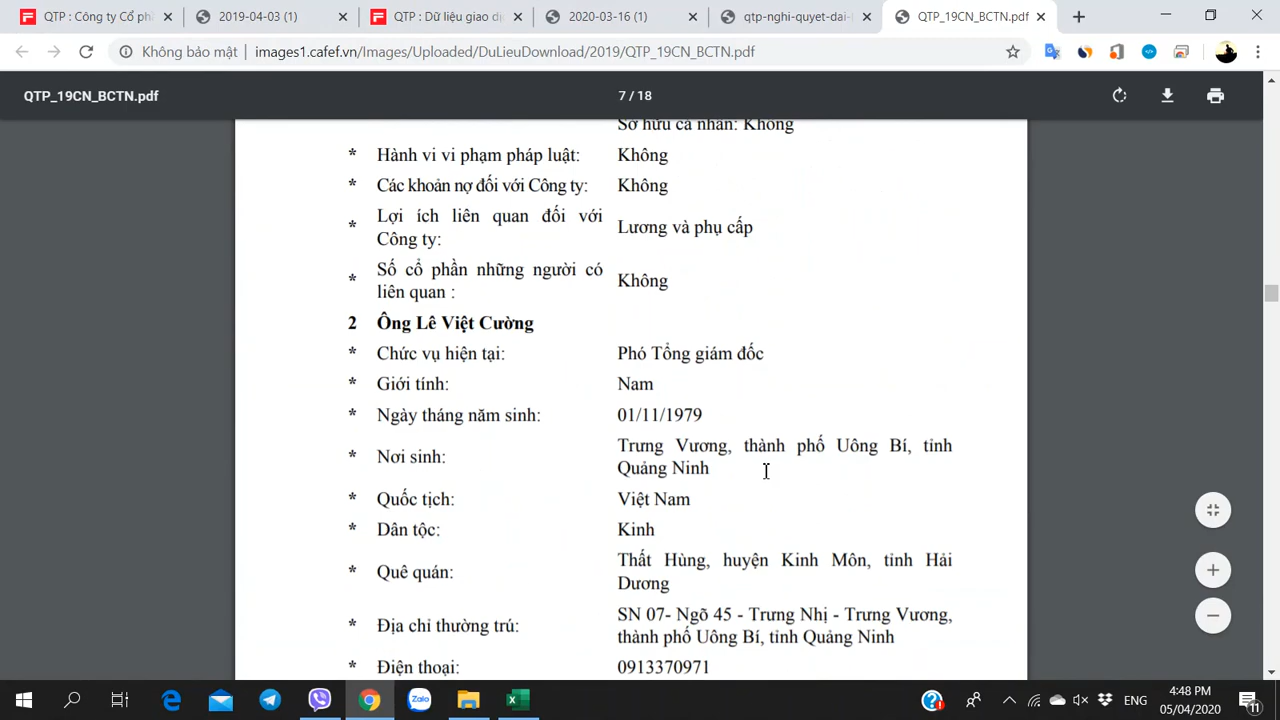 QTP : Công ty Cổ ph
2019-04-03 (1)
QTP : Dữ liệu giao d
2020-03-16 (1)
qtp-nghi-quyet-dai-
QTP_19CN_BCTN.pdf
Không bảo mật
images1.cafef.vn/Images/Uploaded/DuLieuDownload/2019/QTP_19CN_BCTN.pdf
QTP_19CN_BCTN.pdf
7 / 18
Sở hữu cá nhân: Không
* Hành vi vi phạm pháp luật: Không
* Các khoản nợ đối với Công ty: Không
* Lợi ích liên quan đối với
Công ty: Lương và phụ cấp
* Số cổ phần những người có
liên quan : Không
2 Ông Lê Việt Cường
* Chức vụ hiện tại: Phó Tổng giám đốc
* Giới tính: Nam
* Ngày tháng năm sinh: 01/11/1979
* Nơi sinh: Trưng Vương, thành phố Uông Bí, tỉnh
Quảng Ninh
* Quốc tịch: Việt Nam
* Dân tộc: Kinh
* Quê quán: Thất Hùng, huyện Kinh Môn, tỉnh Hải
Dương
* Địa chỉ thường trú: SN 07- Ngõ 45 - Trưng Nhị - Trưng Vương,
thành phố Uông Bí, tỉnh Quảng Ninh
* Điện thoại: 0913370971
Zalo
ENG
4:48 PM
05/04/2020
11